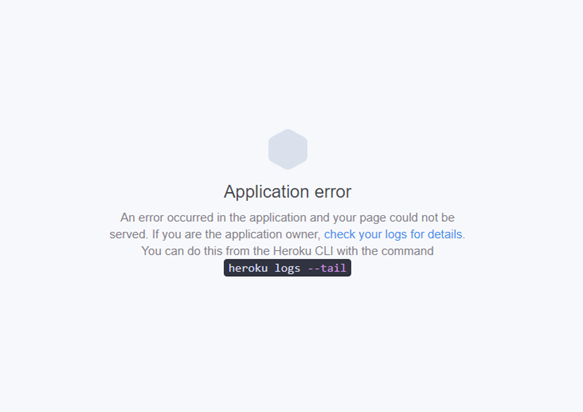 Application error
An error occurred in the application and your page could not be
served. If you are the application owner, check your logs for details.
You can do this from the Heroku CLI with the command
heroku logs --tail